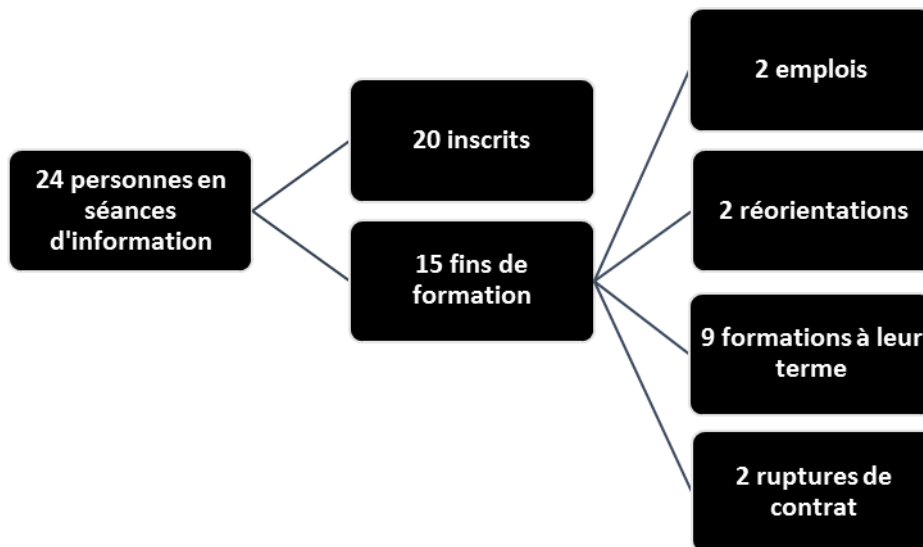 24 personnes en
séances
d'information
20 inscrits
15 fins de
formation
2 emplois
2 réorientations
9 formations à leur
terme
2 ruptures de
contrat